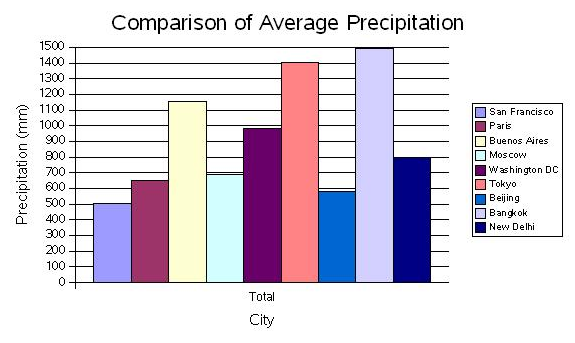 Comparison of Average Precipitation
Precipitation (mm)
1500
1400
1300
1200
1100
1000
900
800
700
600
500
400
300
200
100
0
Total
City
San Francisco
Paris
Buenos Aires
Moscow
Washington DC
Tokyo
Beijing
Bangkok
New Delhi